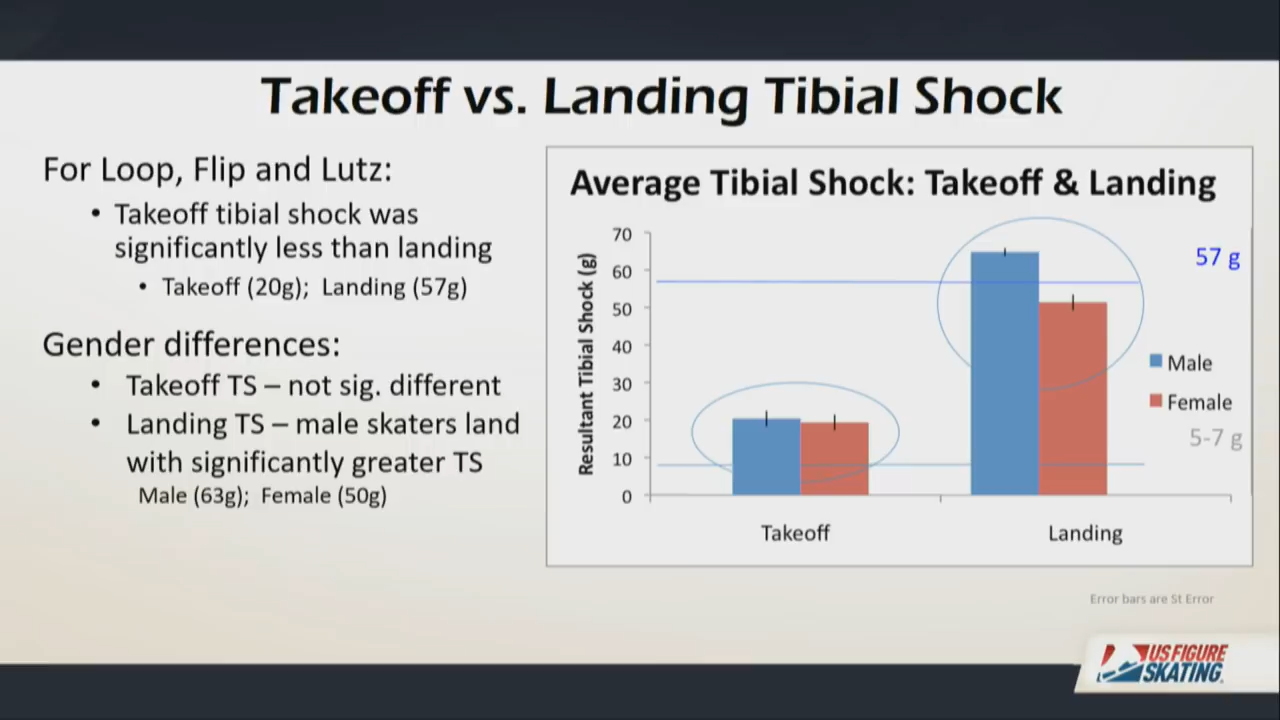 Takeoff vs. Landing Tibial Shock
For Loop, Flip and Lutz:
• Takeoff tibial shock was
significantly less than landing
• Takeoff (20g); Landing (57g)
Gender differences:
• Takeoff TS – not sig. different
• Landing TS – male skaters land
with significantly greater TS
Male (63g); Female (50g)
Average Tibial Shock: Takeoff & Landing
Resultant Tibial Shock (g)
70
60
50
40
30
20
10
0
Takeoff
Landing
57 g
Male
Female
5-7 g
Error bars are St Error
US FIGURE
SKATING